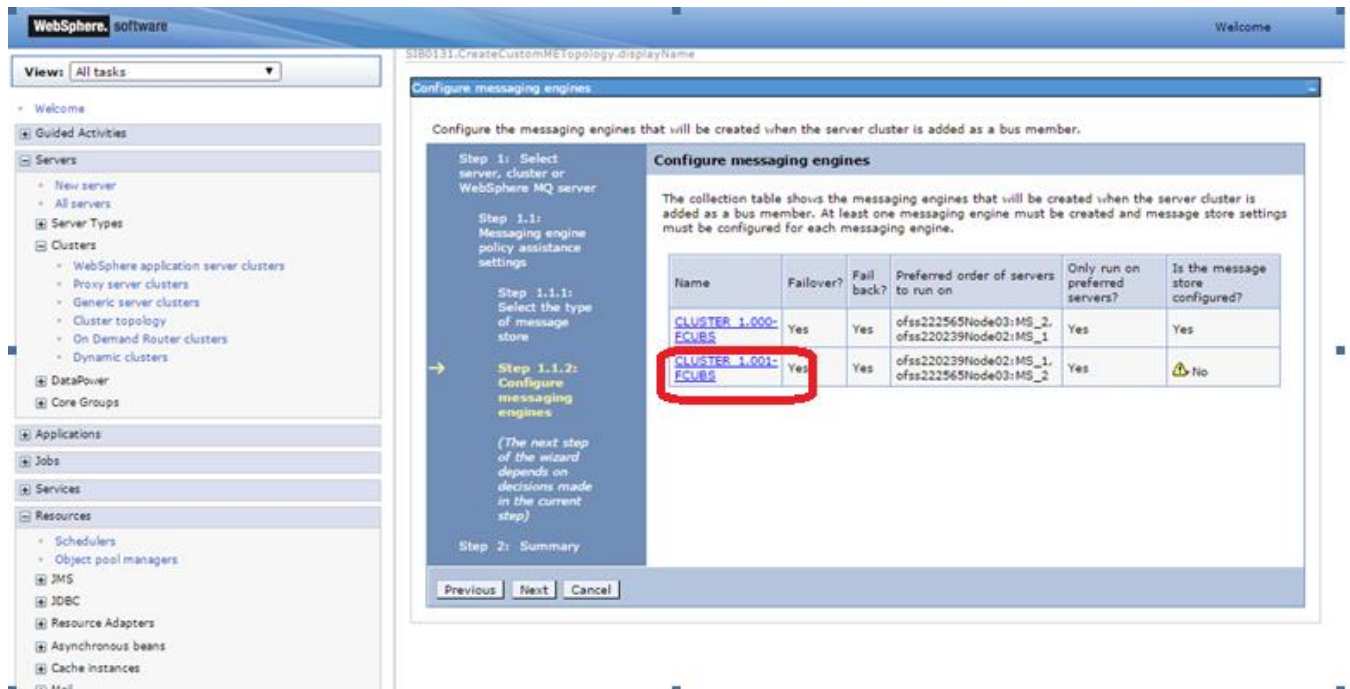 WebSphere. software
Welcome
View: All tasks
Welcome
Guided Activities
Servers
New server
All servers
Server Types
Clusters
WebSphere application server clusters
Proxy server clusters
Generic server clusters
Cluster topology
On Demand Router clusters
Dynamic clusters
DataPower
Core Groups
Applications
Jobs
Services
Resources
Schedulers
Object pool managers
JMS
JDBC
Resource Adapters
Asynchronous beans
Cache instances
Mail
SIB0131.CreateCustomMETopology.displayName
Configure messaging engines
Configure the messaging engines that will be created when the server cluster is added as a bus member.
Step 1: Select
server, cluster or
WebSphere MQ server
Step 1.1:
Messaging engine
policy assistance
settings
Step 1.1.1:
Select the type
of message
store
Step 1.1.2:
Configure
messaging
engines
(The next step
of the wizard
depends on
decisions made
in the current
step)
Step 2: Summary
Configure messaging engines
The collection table shows the messaging engines that will be created when the server cluster is
added as a bus member. At least one messaging engine must be created and message store settings
must be configured for each messaging engine.
Name
Failover?
Fail
back?
Preferred order of servers
to run on
Only run on
preferred
servers?
Is the message
store
configured?
CLUSTER_1.000-
FCUBS
Yes
Yes
ofss222565Node03:MS_2,
ofss220239Node02:MS_1
Yes
Yes
CLUSTER_1.001-
FCUBS
Yes
Yes
ofss220239Node02:MS_1,
ofss222565Node03:MS_2
Yes
No
Previous Next Cancel